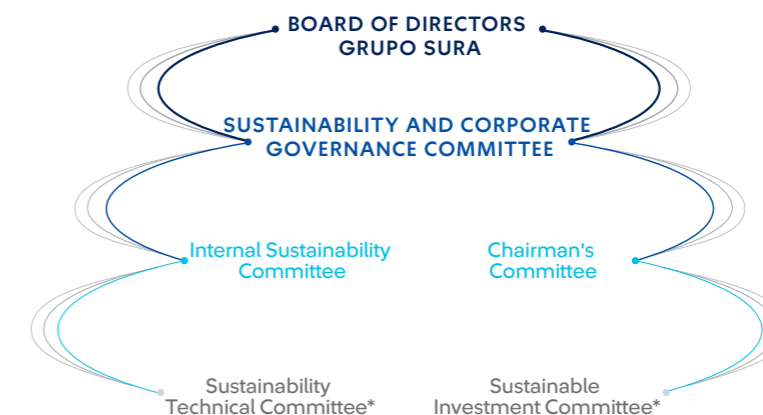 BOARD OF DIRECTORS
GRUPO SURA
SUSTAINABILITY AND CORPORATE
GOVERNANCE COMMITTEE
Internal Sustainability
Committee
Chairman's
Committee
Sustainability
Technical Committee*
Sustainable
Investment Committee*